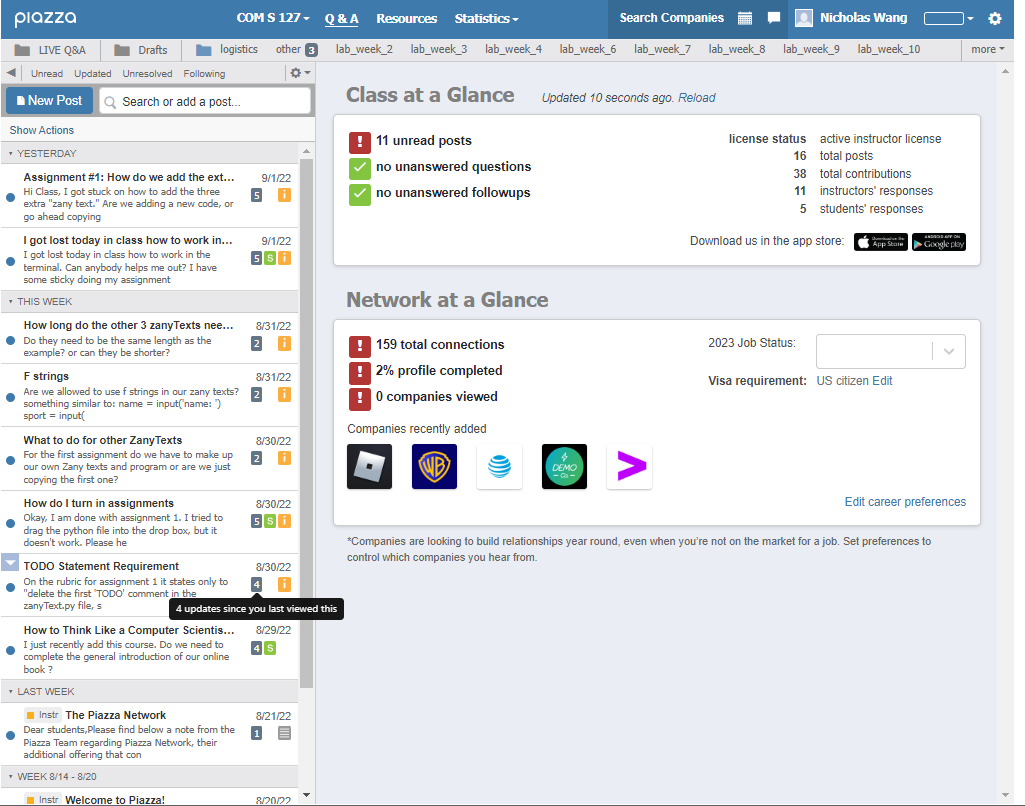 piazza
COM S 127
Q & A
Resources
Statistics
Search Companies
Nicholas Wang
LIVE Q&A
Drafts
logistics
other 3
lab_week_2
lab_week_3
lab_week_4
lab_week_6
lab_week_7
lab_week_8
lab_week_9
lab_week_10
more
Unread
Updated
Unresolved
Following
New Post
Search or add a post...
Show Actions
YESTERDAY
Assignment #1: How do we add the ext... 9/1/22
Hi Class, I got stuck on how to add the three
extra "zany text." Are we adding a new code, or
go ahead copying
5 i
I got lost today in class how to work in... 9/1/22
I got lost today in class how to work in the
terminal. Can anybody helps me out? I have
some sticky doing my assignment
5 S i
THIS WEEK
How long do the other 3 zanyTexts nee... 8/31/22
Do they need to be the same length as the
example? or can they be shorter?
2 i
F strings 8/31/22
Are we allowed to use f strings in our zany texts?
something similar to: name = input('name: ')
sport = input(
2 i
What to do for other ZanyTexts 8/30/22
For the first assignment do we have to make up
our own Zany texts and program or are we just
copying the first one?
2 i
How do I turn in assignments 8/30/22
Okay, I am done with assignment 1. I tried to
drag the python file into the drop box, but it
doesn't work. Please he
5 S i
TODO Statement Requirement 8/30/22
On the rubric for assignment 1 it states only to
"delete the first 'TODO' comment in the
zanyText.py file, s
4 i
4 updates since you last viewed this
How to Think Like a Computer Scientis... 8/29/22
I just recently add this course. Do we need to
complete the general introduction of our online
book ?
4 S
LAST WEEK
Instr The Piazza Network 8/21/22
Dear students,Please find below a note from the
Piazza Team regarding Piazza Network, their
additional offering that con
1
WEEK 8/14 - 8/20
Instr Welcome to Piazza! 8/20/22
Class at a Glance
Updated 10 seconds ago. Reload
! 11 unread posts
no unanswered questions
no unanswered followups
license status active instructor license
16 total posts
38 total contributions
11 instructors' responses
5 students' responses
Download us in the app store:
Download on the
App Store
ANDROID APP ON
Google play
Network at a Glance
! 159 total connections
! 2% profile completed
! 0 companies viewed
2023 Job Status:
Visa requirement: US citizen Edit
Companies recently added
WB
DEMO
Co
Edit career preferences
*Companies are looking to build relationships year round, even when you're not on the market for a job. Set preferences to
control which companies you hear from.